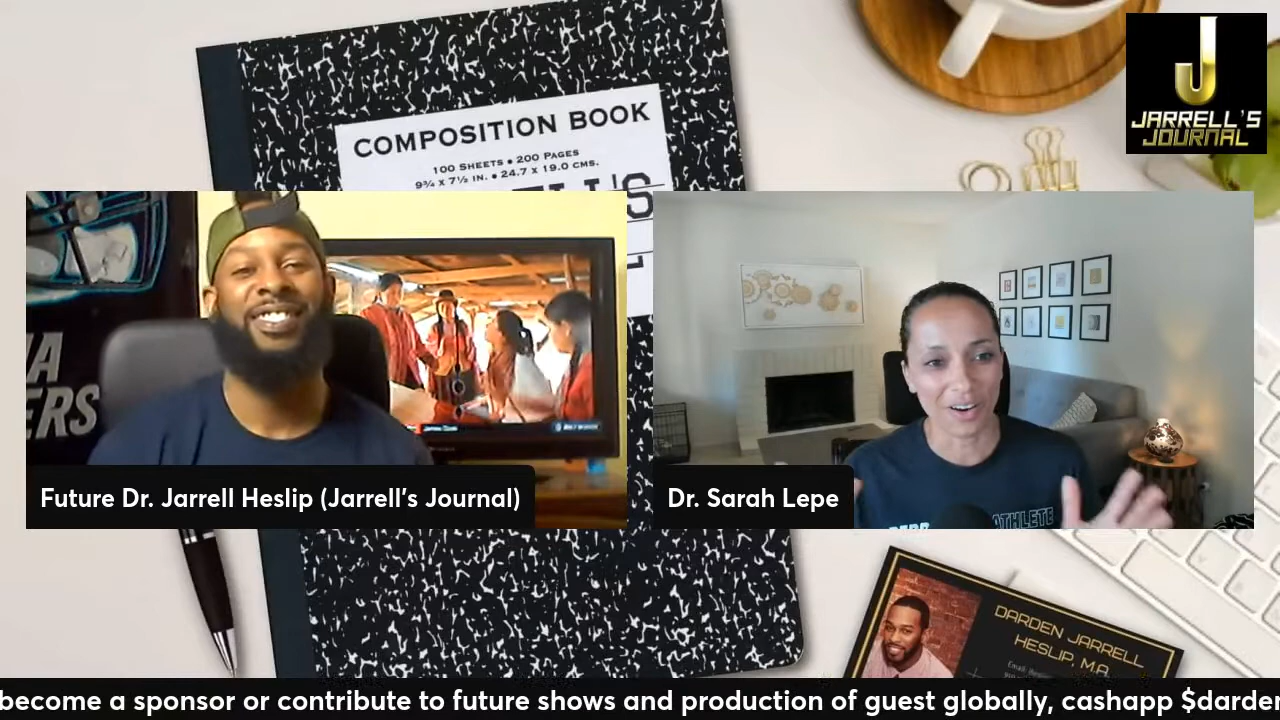 COMPOSITION BOOK
100 SHEETS • 200 PAGES
9¾ X 7½ IN. • 24.7 X 19.0 CMS.
J
JARRELL'S
JOURNAL
ERS
ATHLETE
Future Dr. Jarrell Heslip (Jarrell's Journal)
Dr. Sarah Lepe
DARDEN JARRELL
HESLIP, M.A.
become a sponsor or contribute to future shows and production of guest globally, cashapp $darden